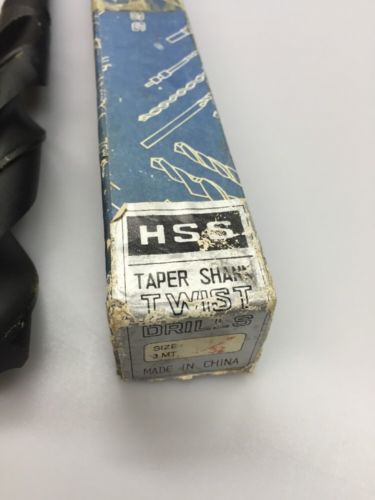 HSS
TAPER SHANK
TWIST
DRILLS
SIZE:
3 MT.
MADE IN CHINA